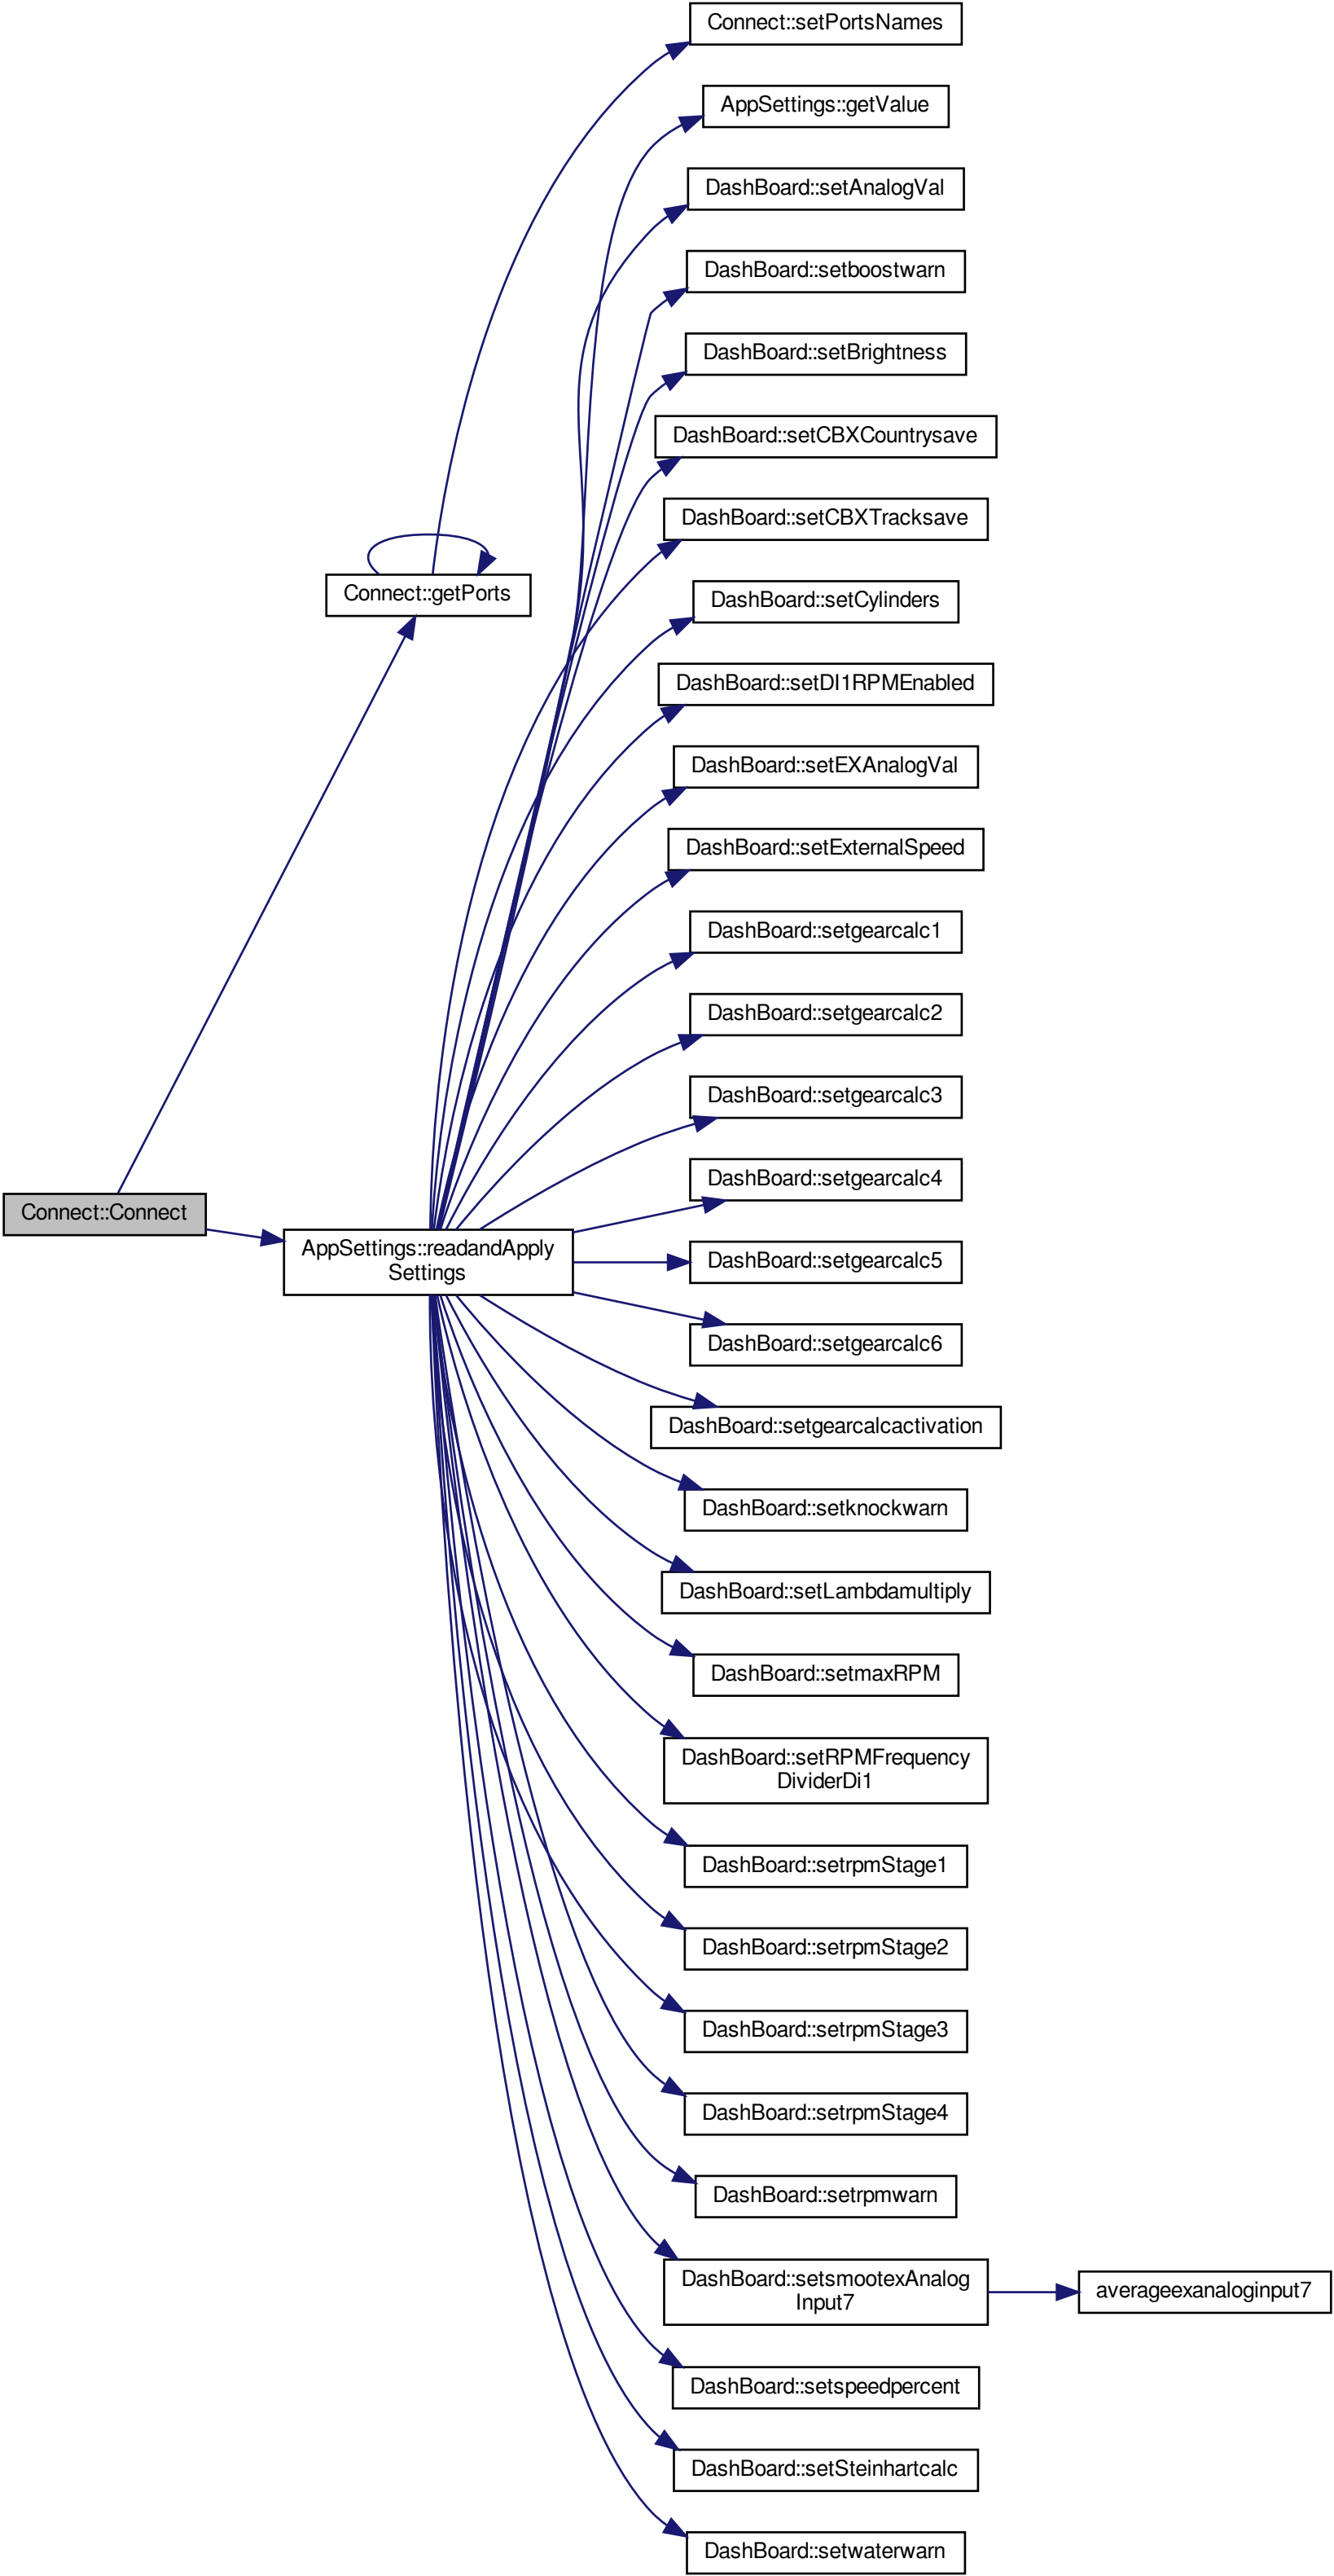 Connect::setPortsNames
AppSettings::getValue
DashBoard::setAnalogVal
DashBoard::setboostwarn
DashBoard::setBrightness
DashBoard::setCBXCountrysave
DashBoard::setCBXTracksave
Connect::getPorts
DashBoard::setCylinders
DashBoard::setDI1RPMEnabled
DashBoard::setEXAnalogVal
DashBoard::setExternalSpeed
DashBoard::setgearcalc1
DashBoard::setgearcalc2
DashBoard::setgearcalc3
DashBoard::setgearcalc4
Connect::Connect
AppSettings::readandApply
Settings
DashBoard::setgearcalc5
DashBoard::setgearcalc6
DashBoard::setgearcalcactivation
DashBoard::setknockwarn
DashBoard::setLambdamultiply
DashBoard::setmaxRPM
DashBoard::setRPMFrequency
DividerDi1
DashBoard::setrpmStage1
DashBoard::setrpmStage2
DashBoard::setrpmStage3
DashBoard::setrpmStage4
DashBoard::setrpmwarn
DashBoard::setsmootexAnalog
Input7
averageexanaloginput7
DashBoard::setspeedpercent
DashBoard::setSteinhartcalc
DashBoard::setwaterwarn